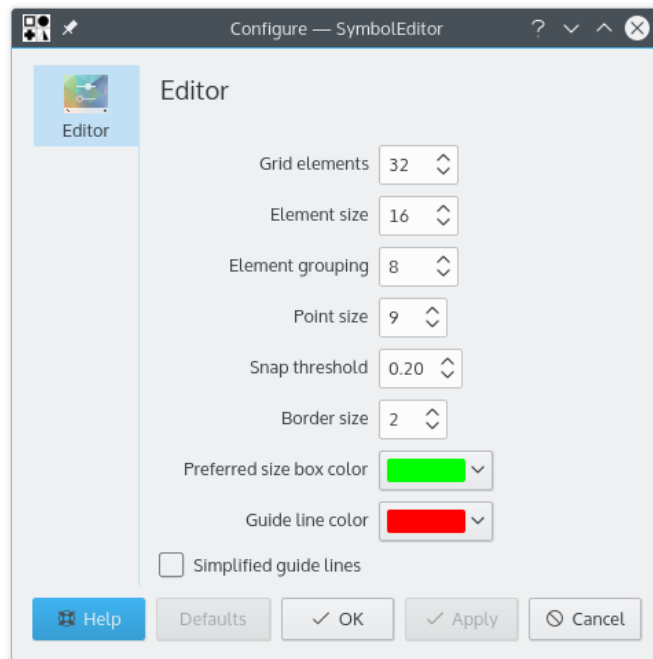 Configure — SymbolEditor
Editor
Editor
Grid elements 32
Element size 16
Element grouping 8
Point size 9
Snap threshold 0.20
Border size 2
Preferred size box color
Guide line color
Simplified guide lines
Help Defaults OK Apply Cancel